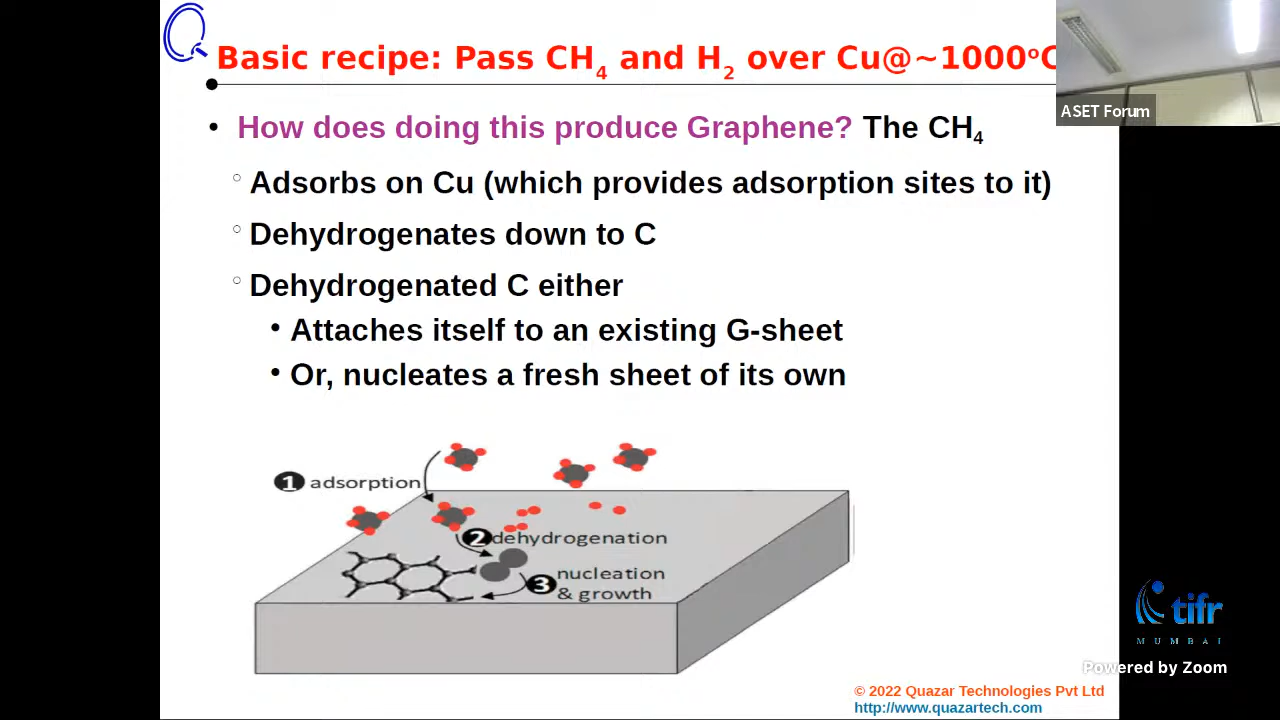 Basic recipe: Pass CH4 and H2 over Cu@~1000ºC
ASET Forum
• How does doing this produce Graphene? The CH4
○ Adsorbs on Cu (which provides adsorption sites to it)
○ Dehydrogenates down to C
○ Dehydrogenated C either
• Attaches itself to an existing G-sheet
• Or, nucleates a fresh sheet of its own
1 adsorption
2 dehydrogenation
3 nucleation
& growth
tifr
MUMBAI
Powered by Zoom
© 2022 Quazar Technologies Pvt Ltd
http://www.quazartech.com